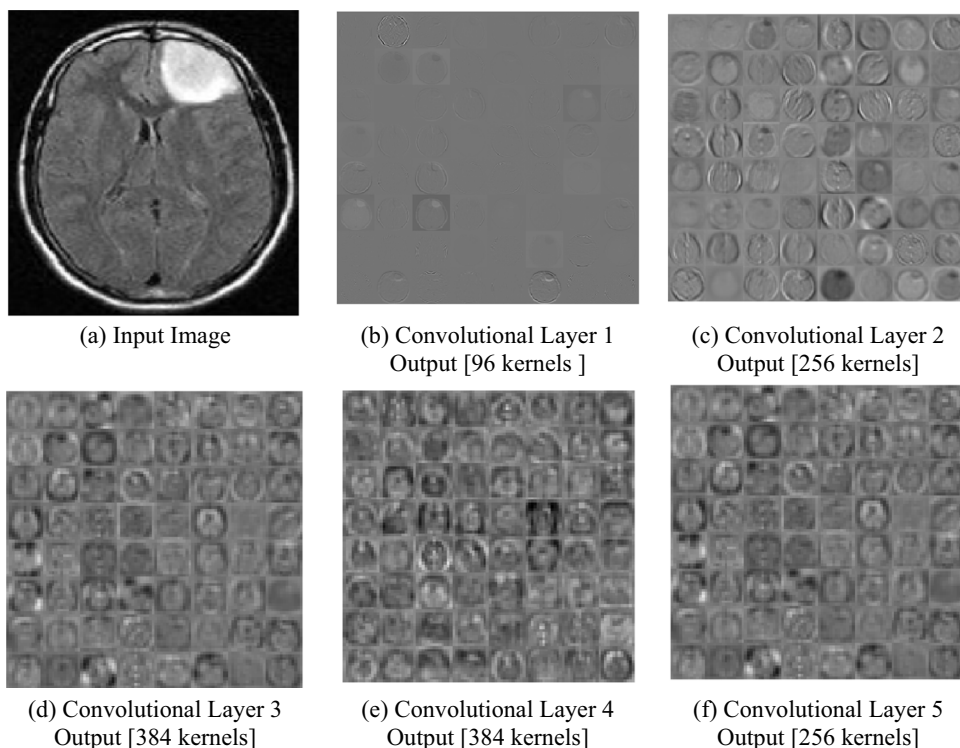 (a) Input Image
(b) Convolutional Layer 1
Output [96 kernels ]
(c) Convolutional Layer 2
Output [256 kernels]
(d) Convolutional Layer 3
Output [384 kernels]
(e) Convolutional Layer 4
Output [384 kernels]
(f) Convolutional Layer 5
Output [256 kernels]